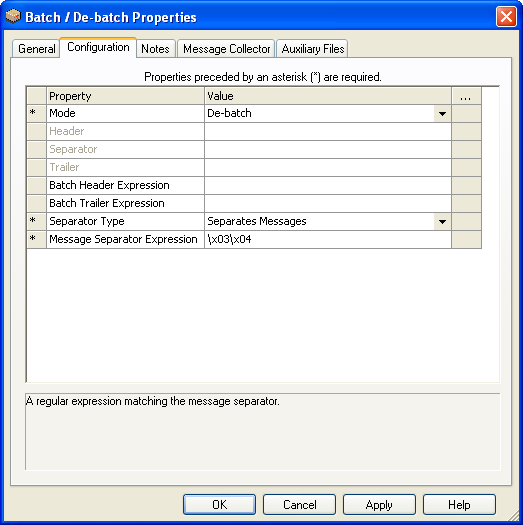 Batch / De-batch Properties
General Configuration Notes Message Collector Auxiliary Files
Properties preceded by an asterisk (*) are required.
Property Value ...
* Mode De-batch
Header
Separator
Trailer
Batch Header Expression
Batch Trailer Expression
* Separator Type Separates Messages
* Message Separator Expression \x03\x04
A regular expression matching the message separator.
OK Cancel Apply Help